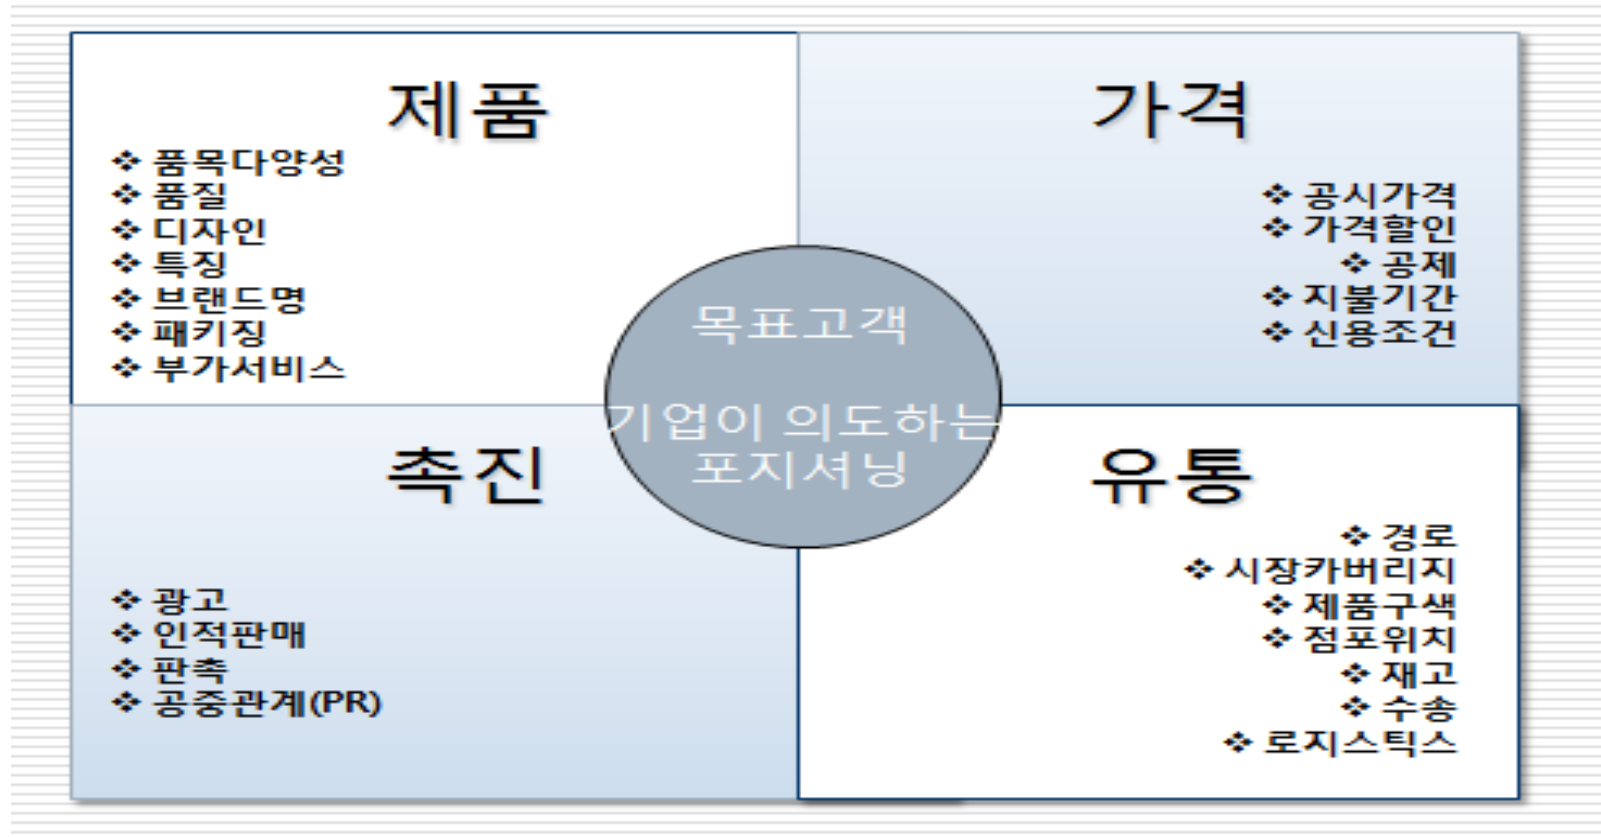 제품
❖ 품목다양성
❖ 품질
❖ 디자인
❖ 특징
❖ 브랜드명
❖ 패키징
❖ 부가서비스
가격
❖ 공시가격
❖ 가격할인
❖ 공제
❖ 지불기간
❖ 신용조건
목표고객
기업이 의도하는
포지셔닝
촉진
❖ 광고
❖ 인적판매
❖ 판촉
❖ 공중관계(PR)
유통
❖ 경로
❖ 시장카버리지
❖ 제품구색
❖ 점포위치
❖ 재고
❖ 수송
❖ 로지스틱스